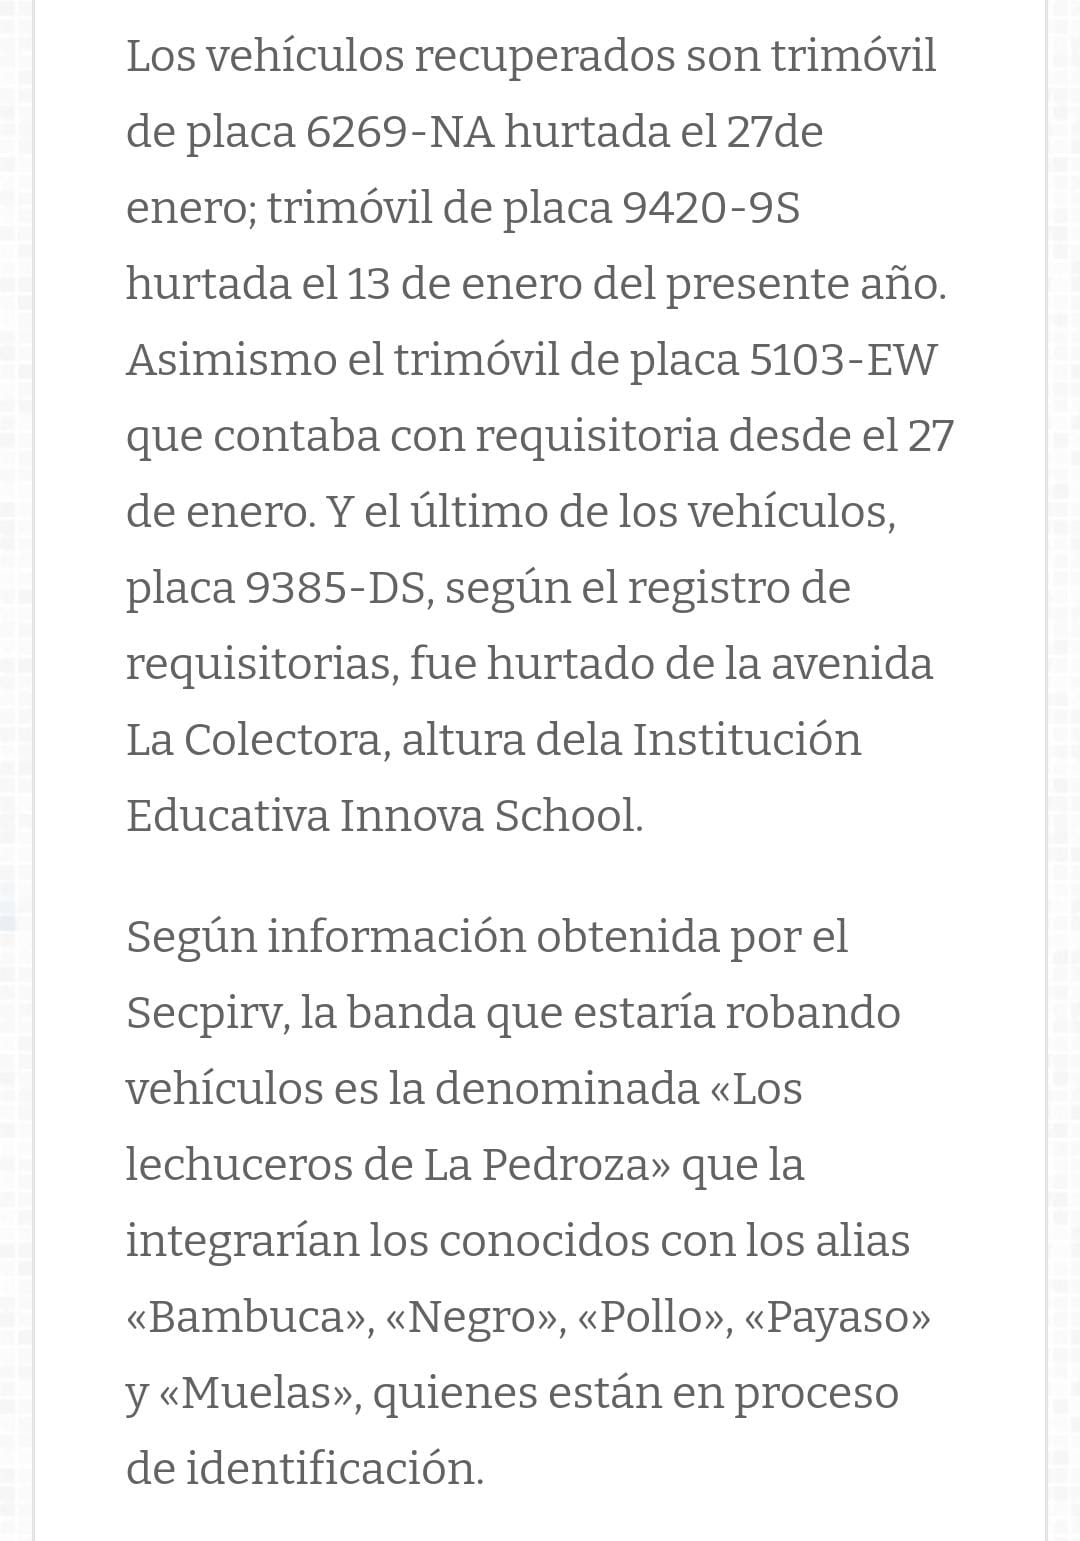 Los vehículos recuperados son trimóvil
de placa 6269-NA hurtada el 27de
enero; trimóvil de placa 9420-9S
hurtada el 13 de enero del presente año.
Asimismo el trimóvil de placa 5103-EW
que contaba con requisitoria desde el 27
de enero. Y el último de los vehículos,
placa 9385-DS, según el registro de
requisitorias, fue hurtado de la avenida
La Colectora, altura dela Institución
Educativa Innova School.
Según información obtenida por el
Secpirv, la banda que estaría robando
vehículos es la denominada «Los
lechuceros de La Pedroza» que la
integrarían los conocidos con los alias
«Bambuca», «Negro», «Pollo», «Payaso»
y «Muelas», quienes están en proceso
de identificación.